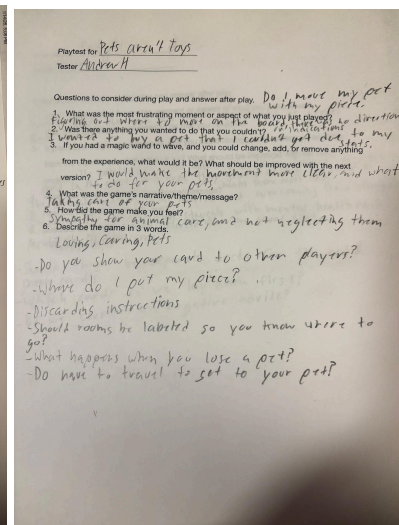 Playtest for Pets aren't Toys
Tester Andrew H
Questions to consider during play and answer after play. Do I move my pet
with my piece.
1. What was the most frustrating moment or aspect of what you just played?
Figuring out where to move on the board, there's no direction
2. Was there anything you wanted to do that you couldn't? or indications
I wanted to buy a pet that I couldn't get due to my
stats.
3. If you had a magic wand to wave, and you could change, add, or remove anything
from the experience, what would it be? What should be improved with the next
version? I would make the movement more clear, and what
to do for your pets,
4. What was the game's narrative/theme/message?
Taking care of your pets
5. How did the game make you feel?
Sympathy for animal care, and not neglecting them
6. Describe the game in 3 words.
Loving, Caring, Pets
-Do you show your card to other players?
-Where do I put my piece?
-Discarding instructions
-Should rooms be labeled so you know where to
go?
-What happens when you lose a pet?
-Do have to travel to get to your pet?